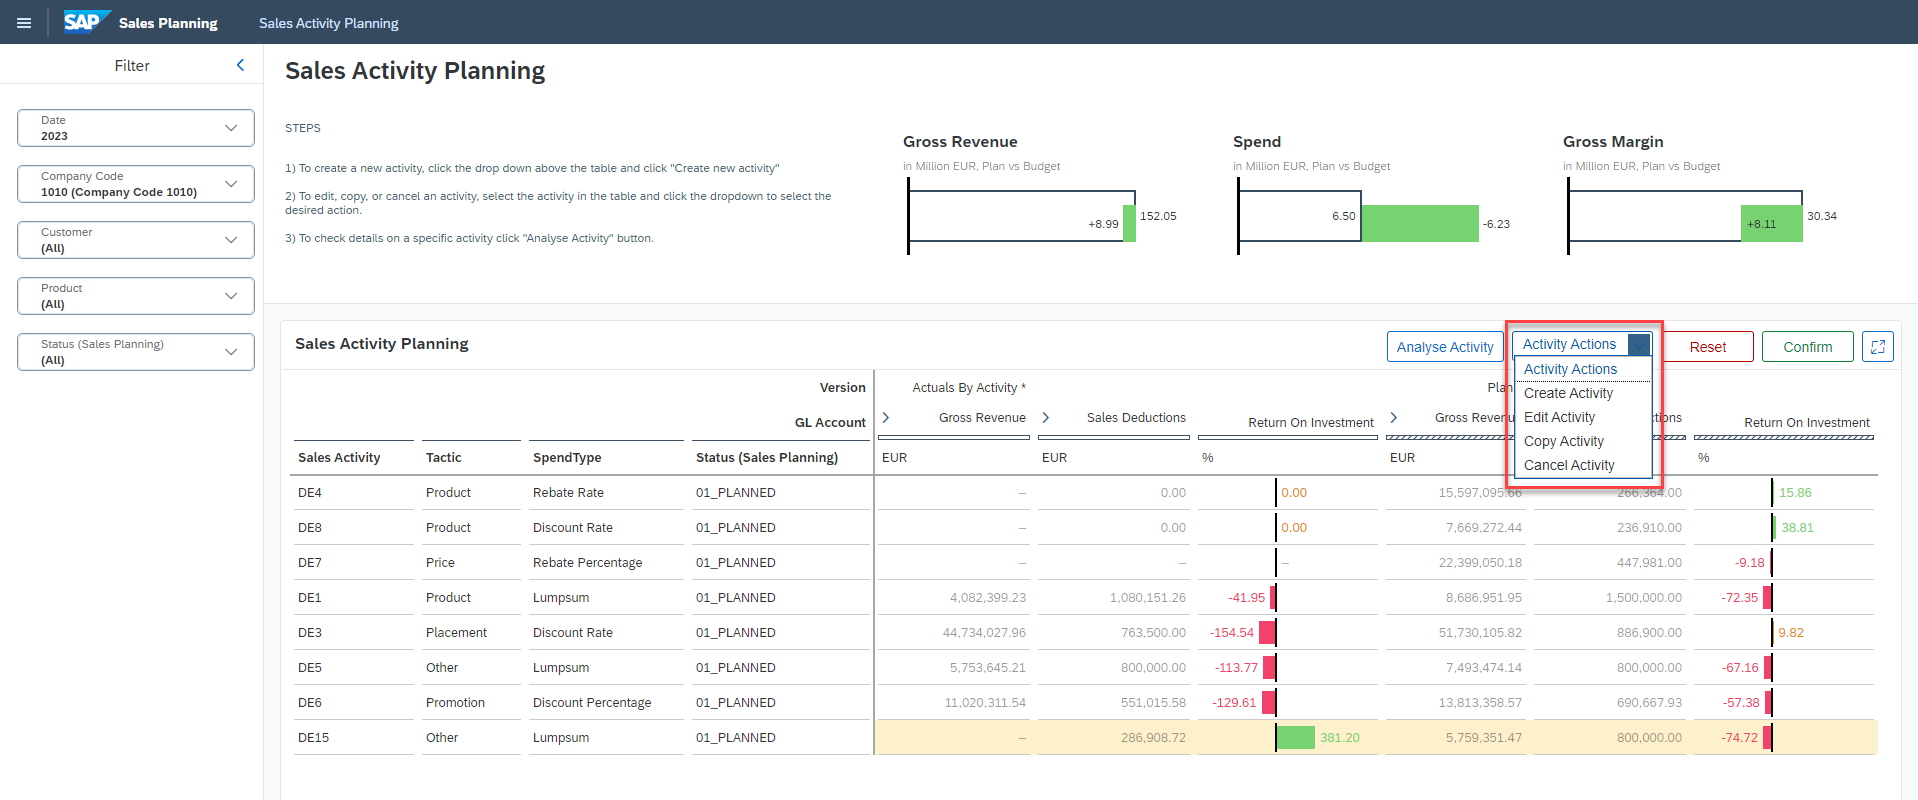 SAP Sales Planning Sales Activity Planning
Filter
Date
2023
Company Code
1010 (Company Code 1010)
Customer
(All)
Product
(All)
Status (Sales Planning)
(All)
Sales Activity Planning
STEPS
1) To create a new activity, click the drop down above the table and click "Create new activity"
2) To edit, copy, or cancel an activity, select the activity in the table and click the dropdown to select the
desired action.
3) To check details on a specific activity click "Analyse Activity" button.
Gross Revenue
in Million EUR, Plan vs Budget
+8.99 152.05
Spend
in Million EUR, Plan vs Budget
6.50 -6.23
Gross Margin
in Million EUR, Plan vs Budget
+8.11 30.34
Sales Activity Planning
Analyse Activity Activity Actions Reset Confirm
Activity Actions
Create Activity
Edit Activity
Copy Activity
Cancel Activity
Version Actuals By Activity * Plan
GL Account Gross Revenue Sales Deductions Return On Investment Gross Revenu tions Return On Investment
Sales Activity Tactic SpendType Status (Sales Planning) EUR EUR % EUR %
DE4 Product Rebate Rate 01_PLANNED – 0.00 0.00 15,597,095.66 266,364.00 15.86
DE8 Product Discount Rate 01_PLANNED – 0.00 0.00 7,669,272.44 236,910.00 38.81
DE7 Price Rebate Percentage 01_PLANNED – – – 22,399,050.18 447,981.00 -9.18
DE1 Product Lumpsum 01_PLANNED 4,082,399.23 1,080,151.26 -41.95 8,686,951.95 1,500,000.00 -72.35
DE3 Placement Discount Rate 01_PLANNED 44,734,027.96 763,500.00 -154.54 51,730,105.82 886,900.00 9.82
DE5 Other Lumpsum 01_PLANNED 5,753,645.21 800,000.00 -113.77 7,493,474.14 800,000.00 -67.16
DE6 Promotion Discount Percentage 01_PLANNED 11,020,311.54 551,015.58 -129.61 13,813,358.57 690,667.93 -57.38
DE15 Other Lumpsum 01_PLANNED – 286,908.72 381.20 5,759,351.47 800,000.00 -74.72